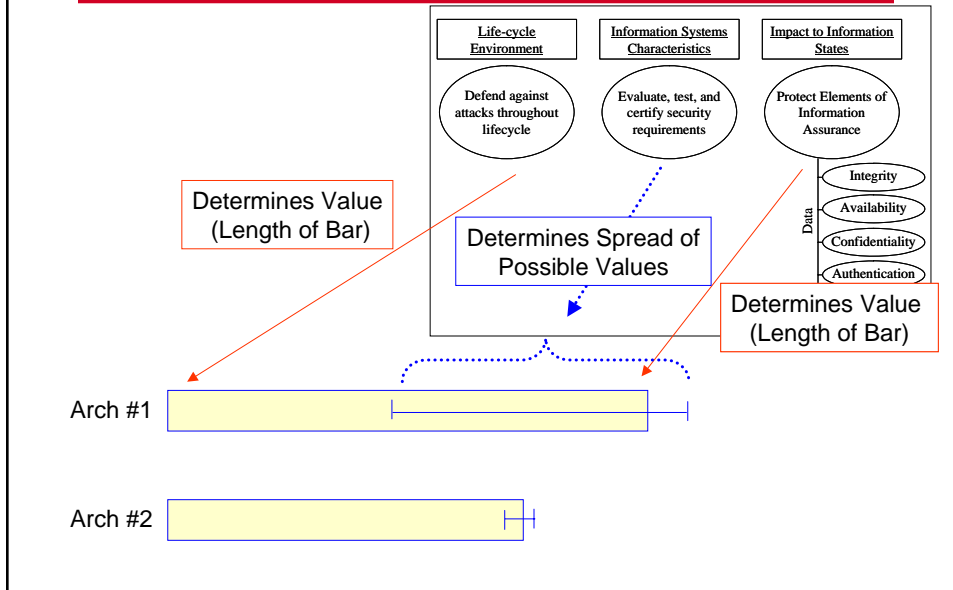 Life-cycle
Environment
Information Systems
Characteristics
Impact to Information
States
Defend against
attacks throughout
lifecycle
Evaluate, test, and
certify security
requirements
Protect Elements of
Information
Assurance
Integrity
Availability
Confidentiality
Authentication
Data
Determines Value
(Length of Bar)
Determines Spread of
Possible Values
Determines Value
(Length of Bar)
Arch #1
Arch #2